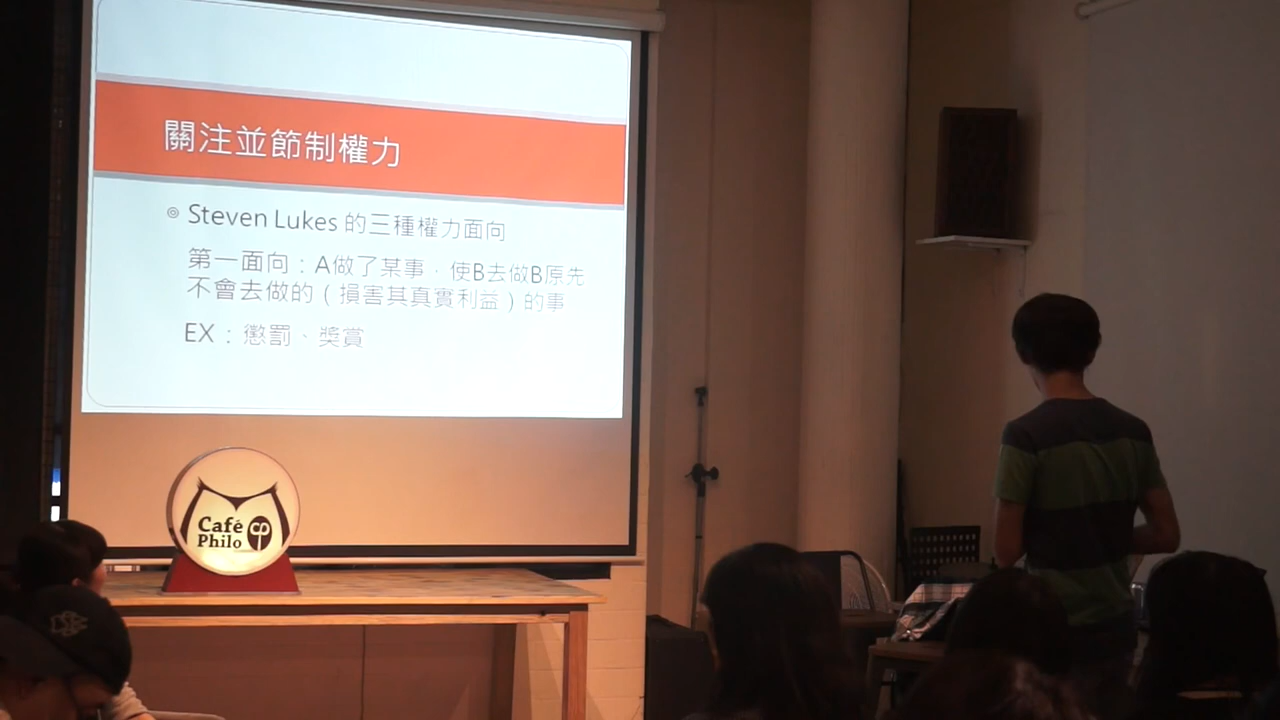 關注並節制權力
◎ Steven Lukes 的三種權力面向
第一面向：A做了某事，使B去做B原先
不會去做的（損害其真實利益）的事
EX：懲罰、獎賞
Café
Philo
cp